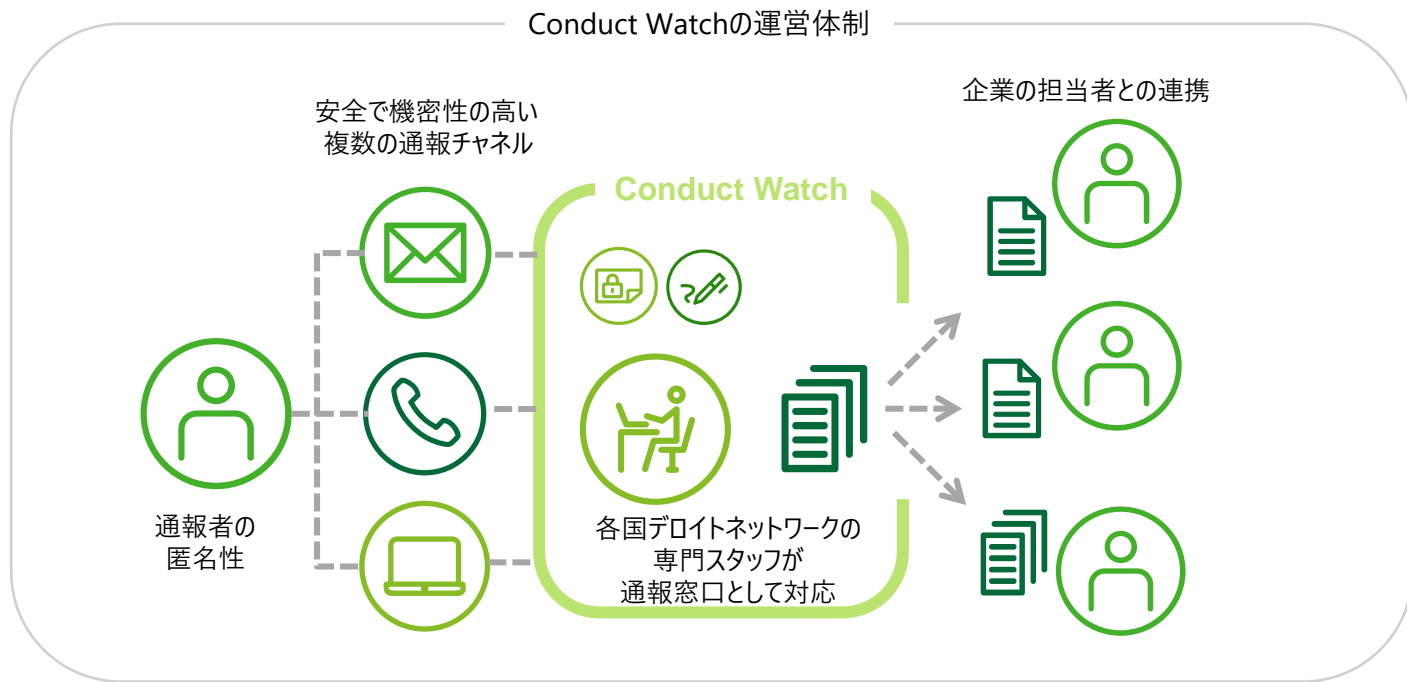 Conduct Watchの運営体制
安全で機密性の高い
複数の通報チャネル
企業の担当者との連携
Conduct Watch
通報者の
匿名性
各国デロイトネットワークの
専門スタッフが
通報窓口として対応